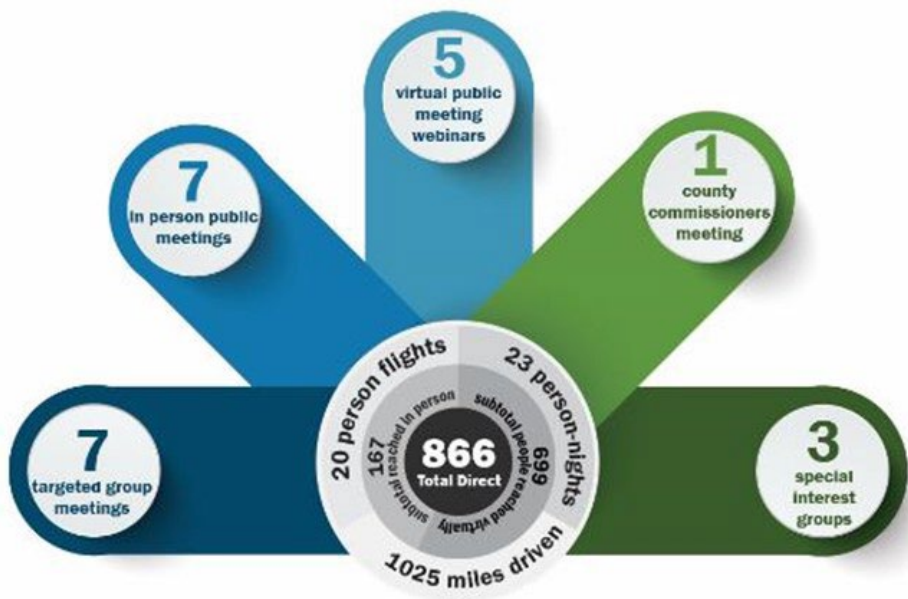 5
virtual public
meeting
webinars
7
in person public
meetings
1
county
commissioners
meeting
7
targeted group
meetings
3
special
interest
groups
20 person flights
23 person-nights
1025 miles driven
167
subtotal reached in person
699
subtotal people reached virtually
866
Total Direct